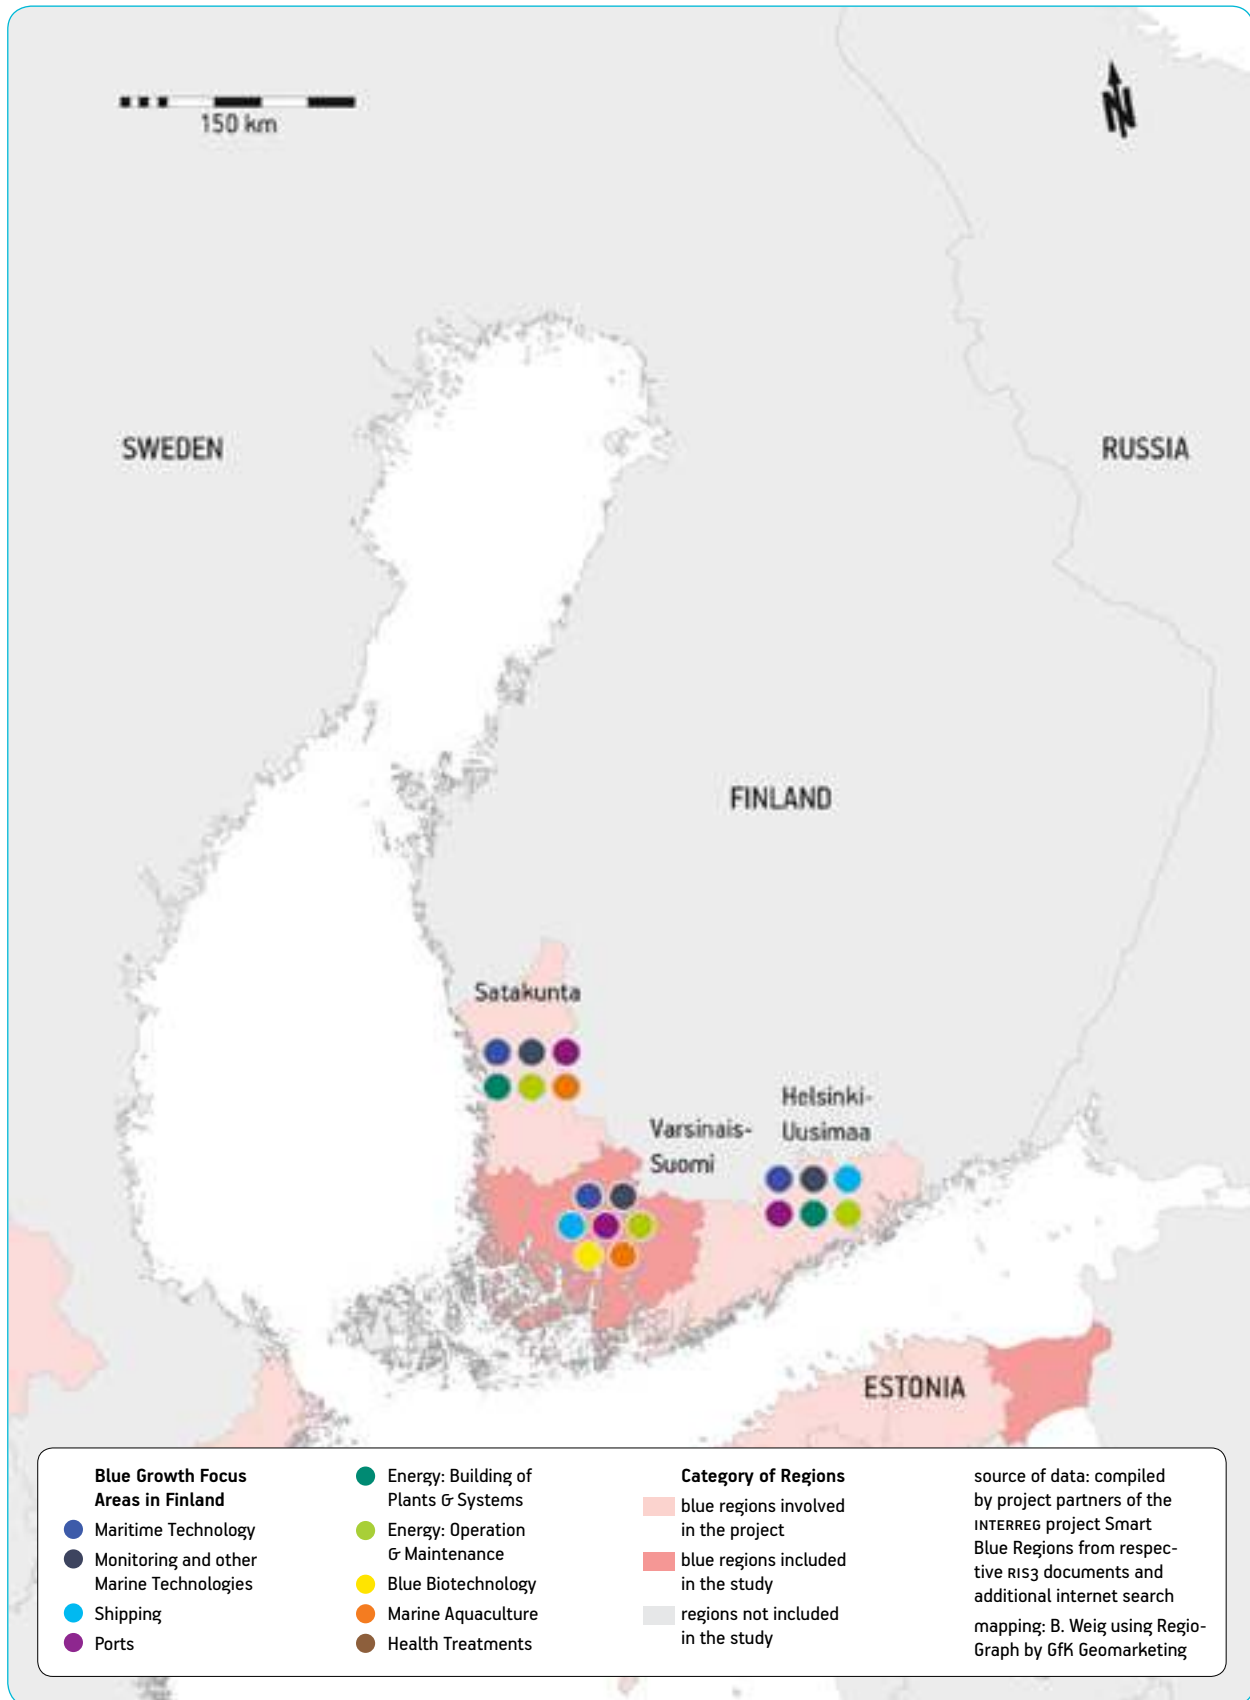 150 km
N
SWEDEN
RUSSIA
FINLAND
Satakunta
Helsinki-
Uusimaa
Varsinais-
Suomi
ESTONIA
Blue Growth Focus
Areas in Finland
Maritime Technology
Monitoring and other
Marine Technologies
Shipping
Ports
Energy: Building of
Plants & Systems
Energy: Operation
& Maintenance
Blue Biotechnology
Marine Aquaculture
Health Treatments
Category of Regions
blue regions involved
in the project
blue regions included
in the study
regions not included
in the study
source of data: compiled
by project partners of the
INTERREG project Smart
Blue Regions from respec-
tive RIS3 documents and
additional internet search
mapping: B. Weig using Regio-
Graph by GfK Geomarketing